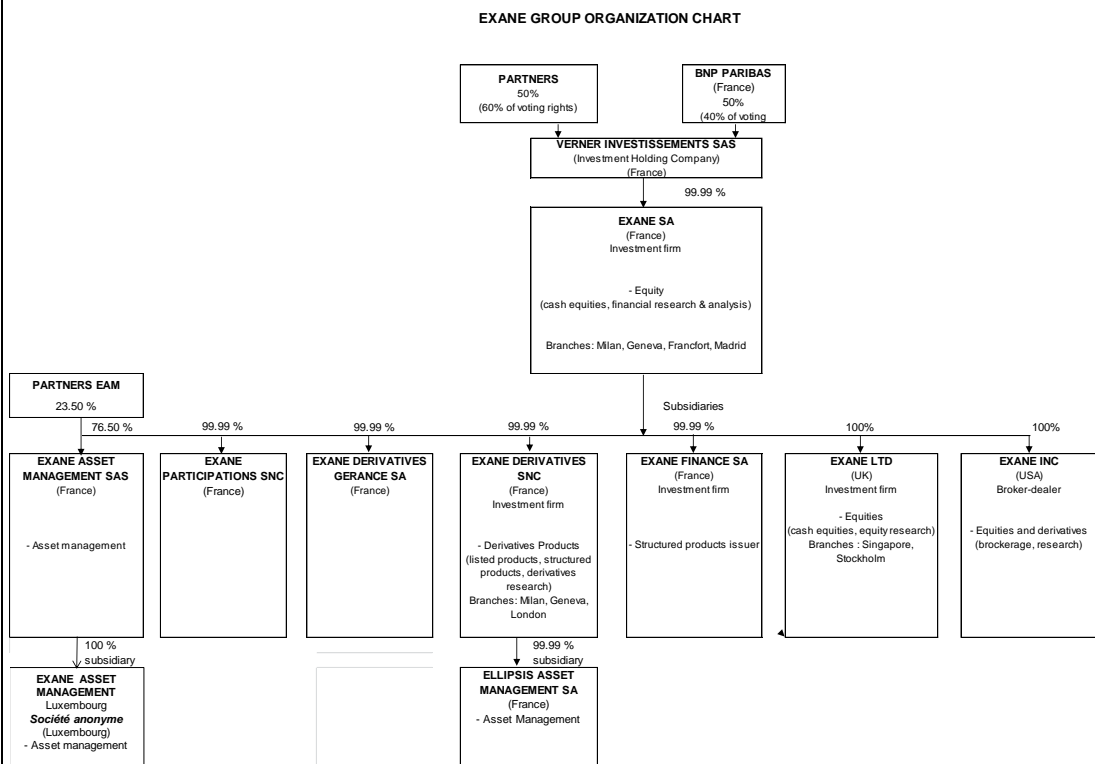 EXANE GROUP ORGANIZATION CHART
PARTNERS
50%
(60% of voting rights)
BNP PARIBAS
(France)
50%
(40% of voting
VERNER INVESTISSEMENTS SAS
(Investment Holding Company)
(France)
99.99 %
EXANE SA
(France)
Investment firm
- Equity
(cash equities, financial research & analysis)
Branches: Milan, Geneva, Francfort, Madrid
PARTNERS EAM
23.50 %
Subsidiaries
76.50 %
99.99 %
99.99 %
99.99 %
99.99 %
100%
100%
EXANE ASSET
MANAGEMENT SAS
(France)
- Asset management
EXANE
PARTICIPATIONS SNC
(France)
EXANE DERIVATIVES
GERANCE SA
(France)
EXANE DERIVATIVES
SNC
(France)
Investment firm
- Derivatives Products
(listed products, structured
products, derivatives
research)
Branches: Milan, Geneva,
London
EXANE FINANCE SA
(France)
Investment firm
- Structured products issuer
EXANE LTD
(UK)
Investment firm
- Equities
(cash equities, equity research)
Branches : Singapore,
Stockholm
EXANE INC
(USA)
Broker-dealer
- Equities and derivatives
(brockerage, research)
100 %
subsidiary
99.99 %
subsidiary
EXANE ASSET
MANAGEMENT
Luxembourg
Société anonyme
(Luxembourg)
- Asset management
ELLIPSIS ASSET
MANAGEMENT SA
(France)
- Asset Management